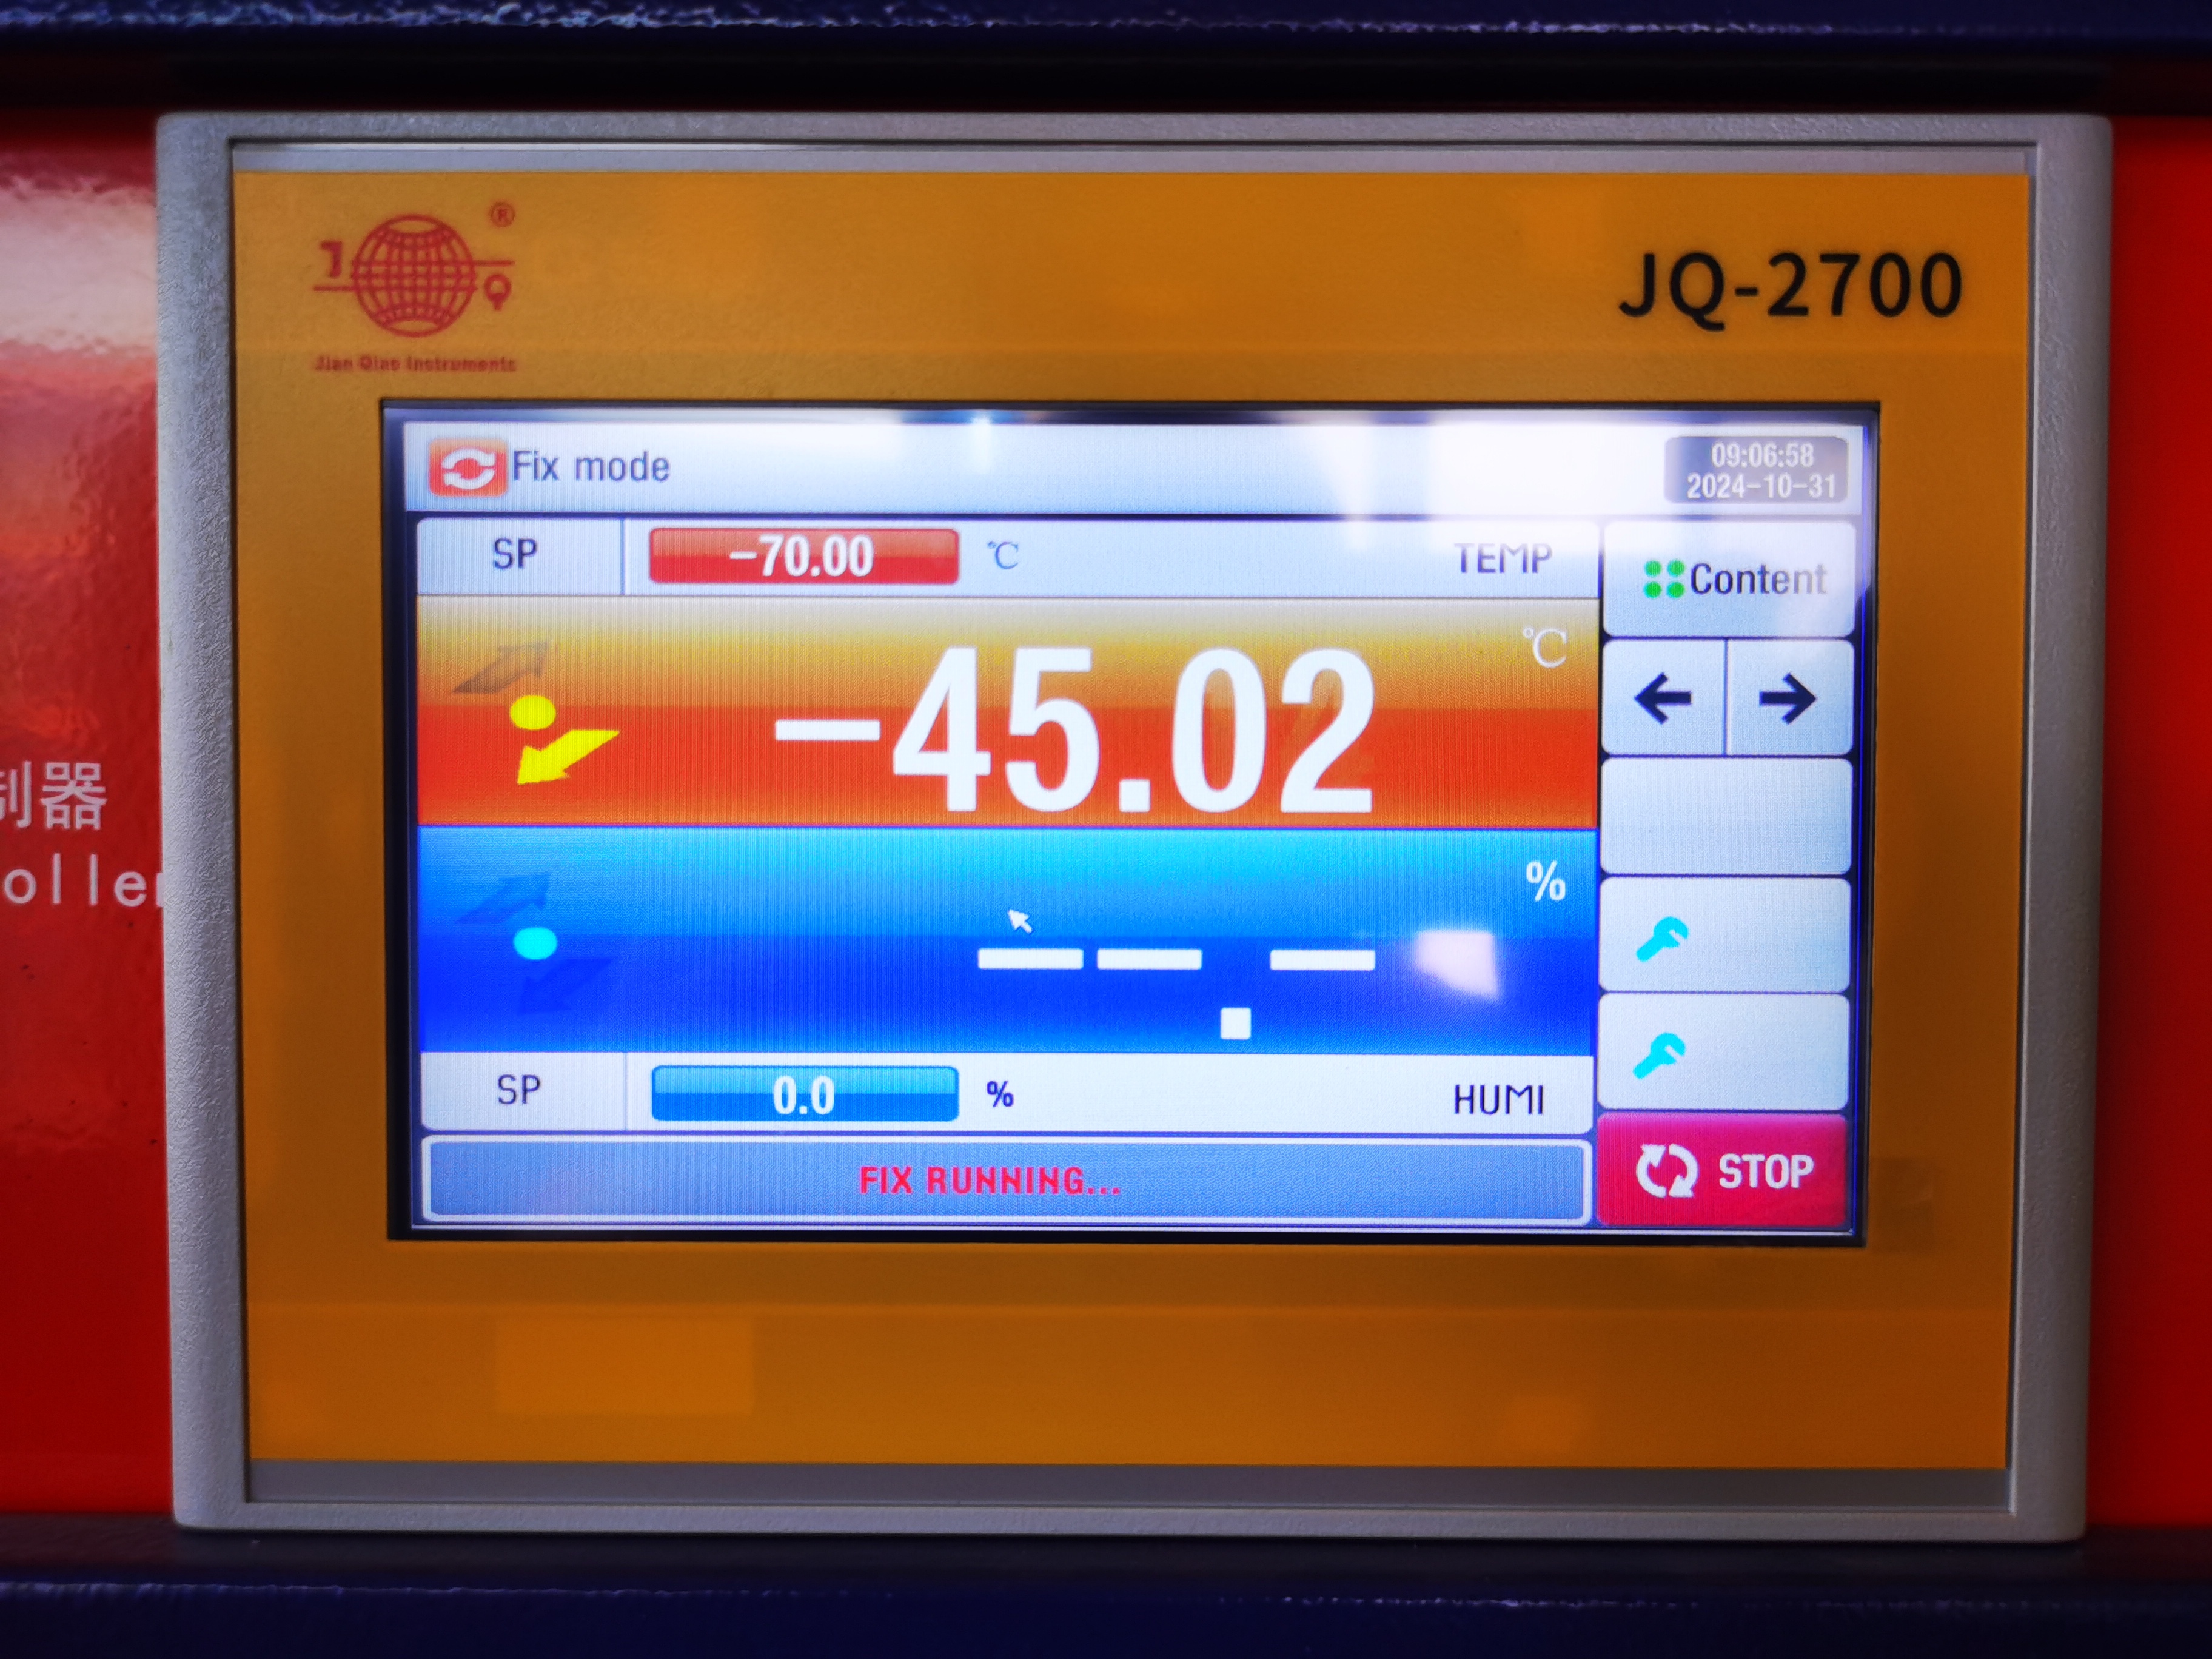 J Q ®
Jian Qiao Instruments
JQ-2700
Fix mode
09:06:58
2024-10-31
SP
-70.00
℃
TEMP
Content
℃
-45.02
%
-- . -
SP
0.0
%
HUMI
FIX RUNNING...
STOP
制器
oller